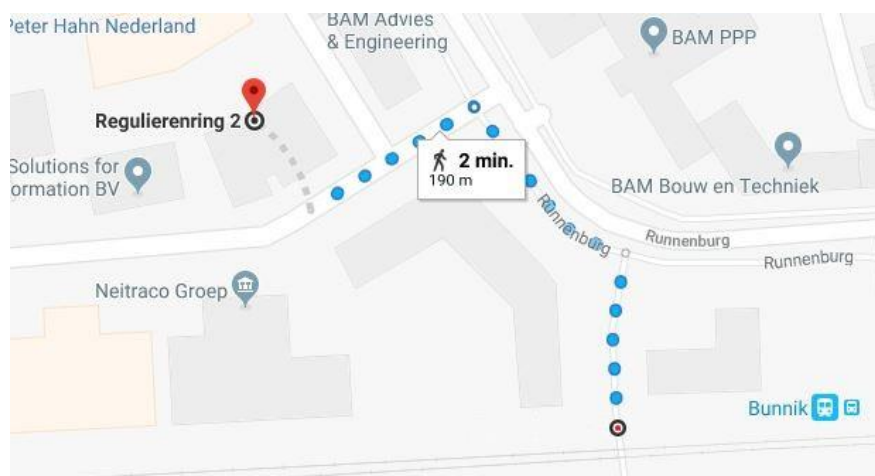 Peter Hahn Nederland
BAM Advies
& Engineering
BAM PPP
Regulierenring 2
2 min.
190 m
Solutions for
ormation BV
BAM Bouw en Techniek
Runnenburg
Runnenburg
Runnenburg
Neitraco Groep
Bunnik